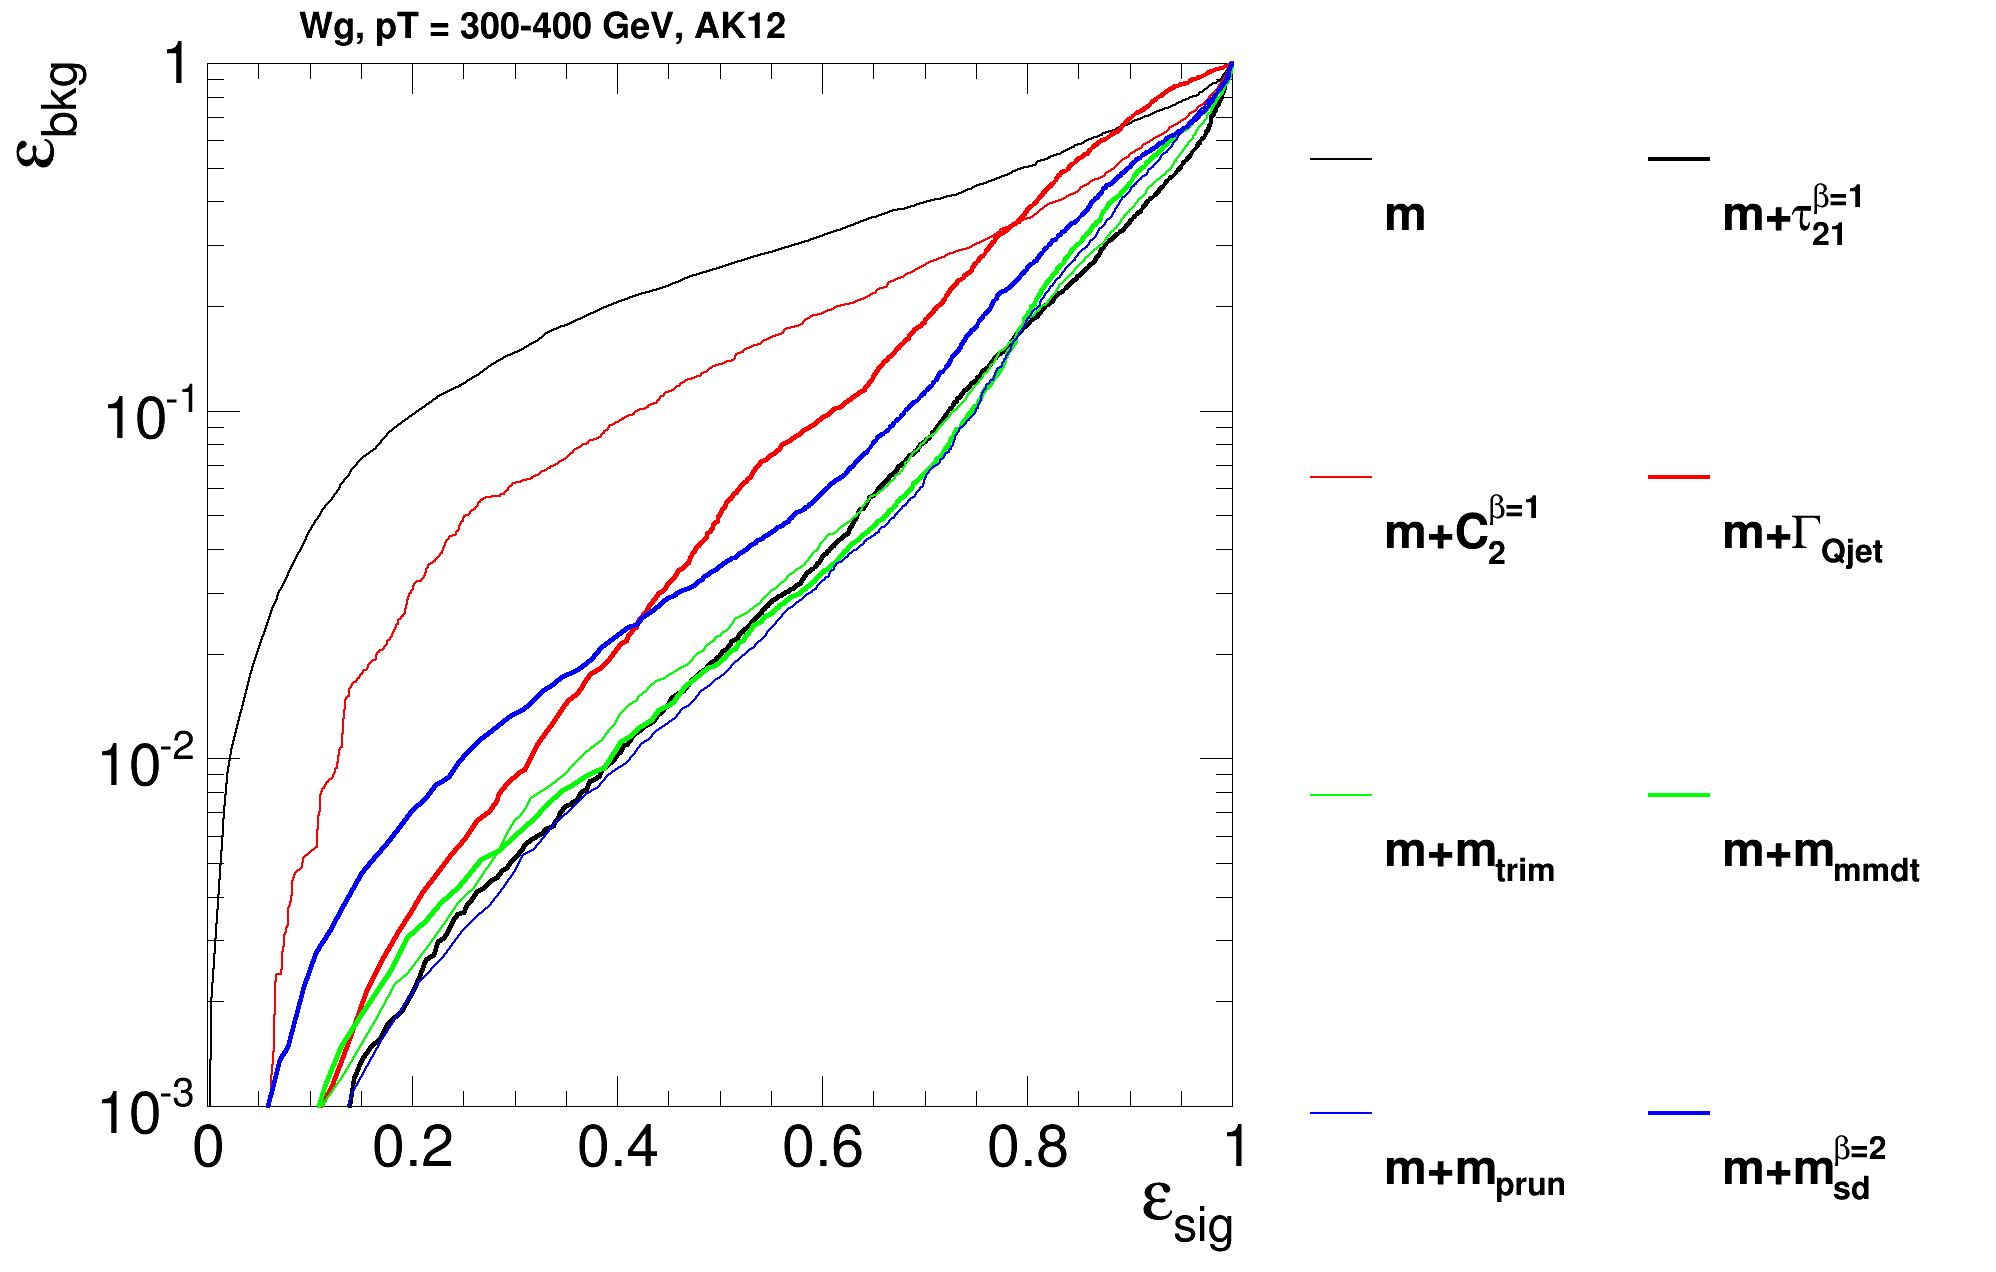 Wg, pT = 300-400 GeV, AK12
ε_bkg
1
10^-1
10^-2
10^-3
0 0.2 0.4 0.6 0.8 1
ε_sig
m
m+τ_21^β=1
m+C_2^β=1
m+Γ_Qjet
m+m_trim
m+m_mmdt
m+m_prun
m+m_sd^β=2